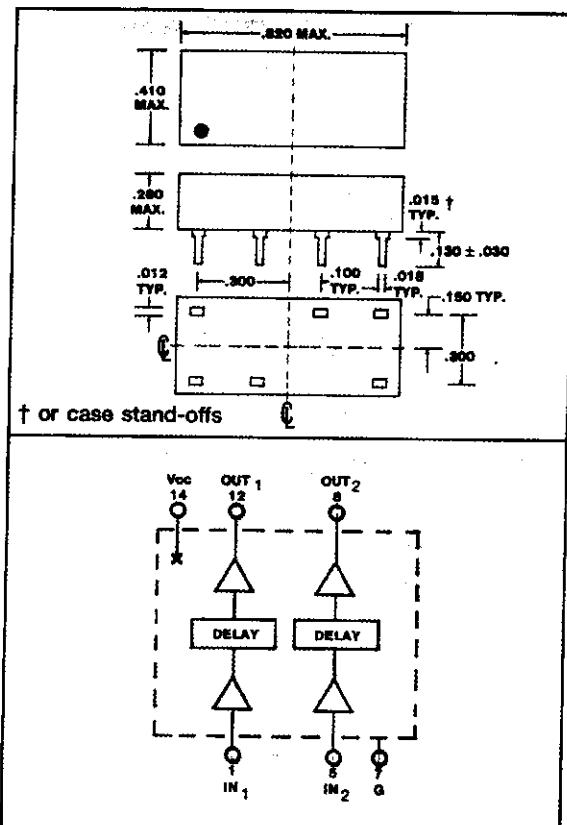 .820 MAX.
.410
MAX.
.280
MAX.
.015 †
TYP.
.130 ± .030
.012
TYP.
.300
.100
TYP.
.018
TYP.
.150 TYP.
.300
† or case stand-offs
Vcc
14
OUT 1
12
OUT 2
8
DELAY
DELAY
1
IN 1
5
IN 2
7
G